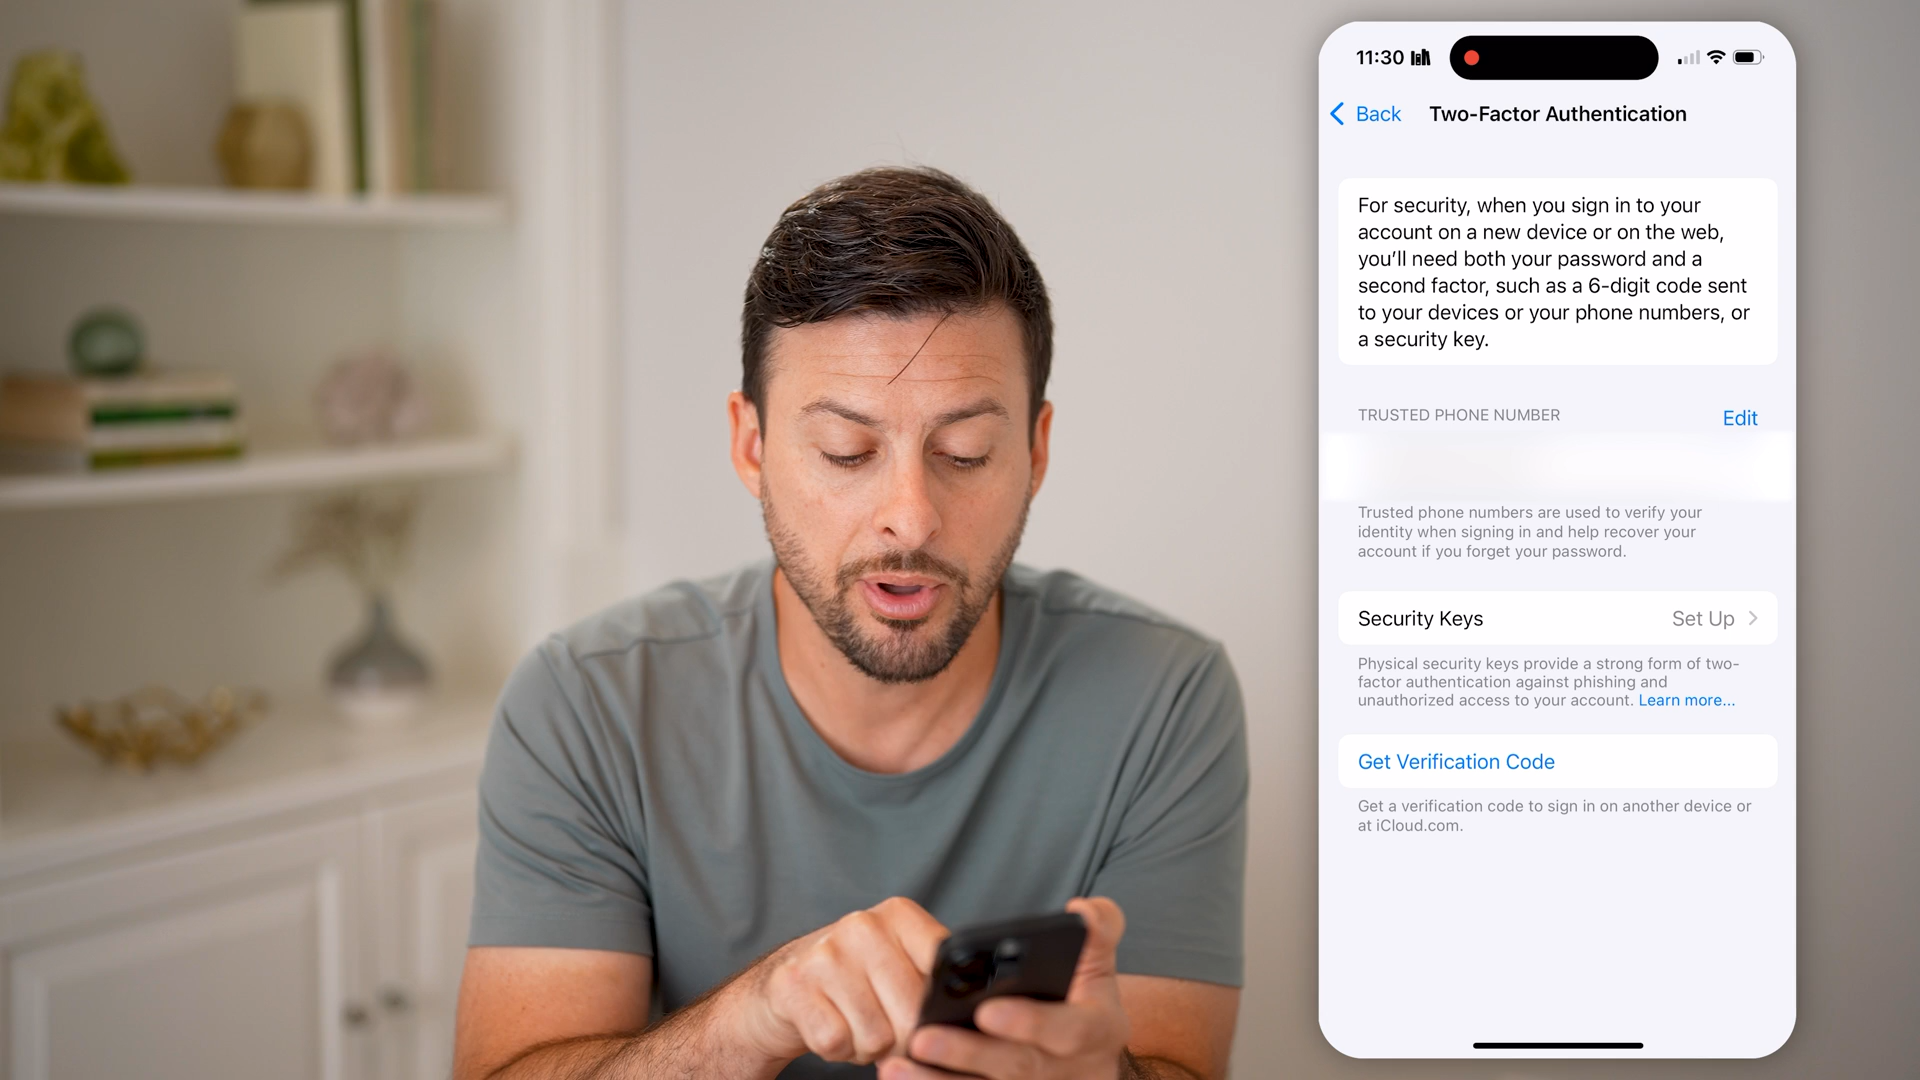 11:30
Back
Two-Factor Authentication
For security, when you sign in to your
account on a new device or on the web,
you’ll need both your password and a
second factor, such as a 6-digit code sent
to your devices or your phone numbers, or
a security key.
TRUSTED PHONE NUMBER
Edit
Trusted phone numbers are used to verify your
identity when signing in and help recover your
account if you forget your password.
Security Keys
Set Up
Physical security keys provide a strong form of two-
factor authentication against phishing and
unauthorized access to your account. Learn more...
Get Verification Code
Get a verification code to sign in on another device or
at iCloud.com.